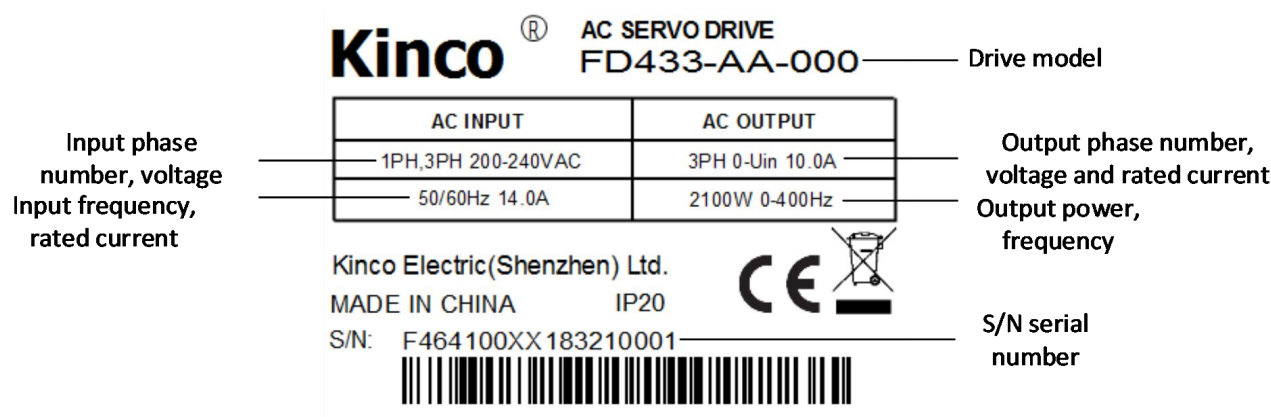 Kinco ®
AC SERVO DRIVE
FD433-AA-000
Drive model
AC INPUT
AC OUTPUT
1PH,3PH 200-240VAC
3PH 0-Uin 10.0A
50/60Hz 14.0A
2100W 0-400Hz
Input phase
number, voltage
Input frequency,
rated current
Output phase number,
voltage and rated current
Output power,
frequency
Kinco Electric(Shenzhen) Ltd.
CE
MADE IN CHINA IP20
S/N: F464100XX183210001
S/N serial
number